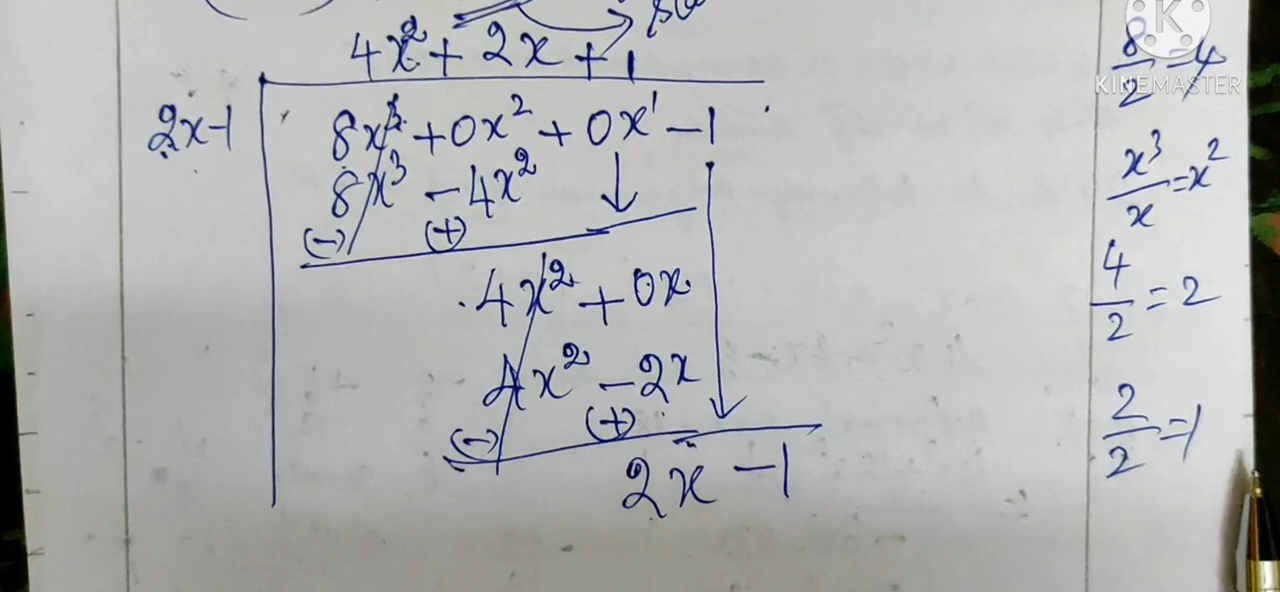 4x² + 2x + 1
2x-1
8x³ + 0x² + 0x¹ - 1
8x³ - 4x²
(-) (+)
4x² + 0x
4x² - 2x
(-) (+)
2x - 1
8/2 = 4
x³/x = x²
4/2 = 2
2/2 = 1
K
KINEMASTER